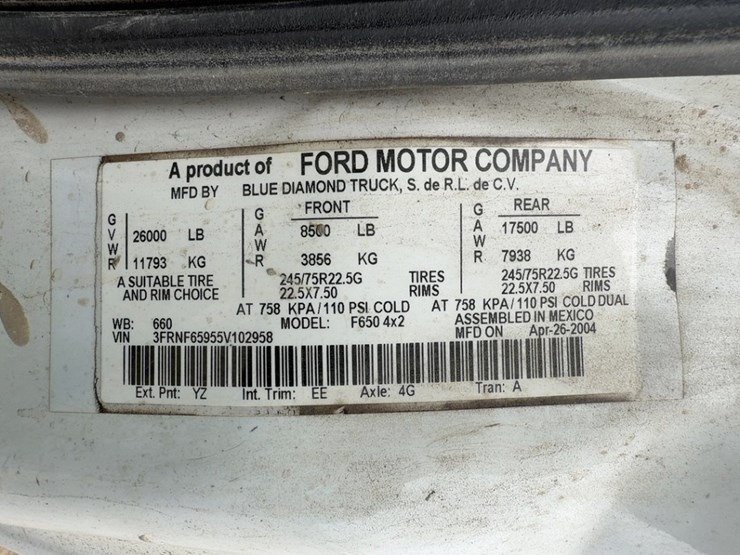 A product of FORD MOTOR COMPANY
MFD BY BLUE DIAMOND TRUCK, S. de R.L. de C.V.
GVWR 26000 LB 11793 KG
GAWR FRONT 8500 LB 3856 KG
GAWR REAR 17500 LB 7938 KG
A SUITABLE TIRE 245/75R22.5G TIRES 245/75R22.5G TIRES
AND RIM CHOICE 22.5X7.50 RIMS 22.5X7.50 RIMS
AT 758 KPA/110 PSI COLD AT 758 KPA/110 PSI COLD DUAL
WB: 660 MODEL: F650 4x2 ASSEMBLED IN MEXICO
VIN 3FRNF65955V102958 MFD ON Apr-26-2004
Ext. Pnt: YZ Int. Trim: EE Axle: 4G Tran: A